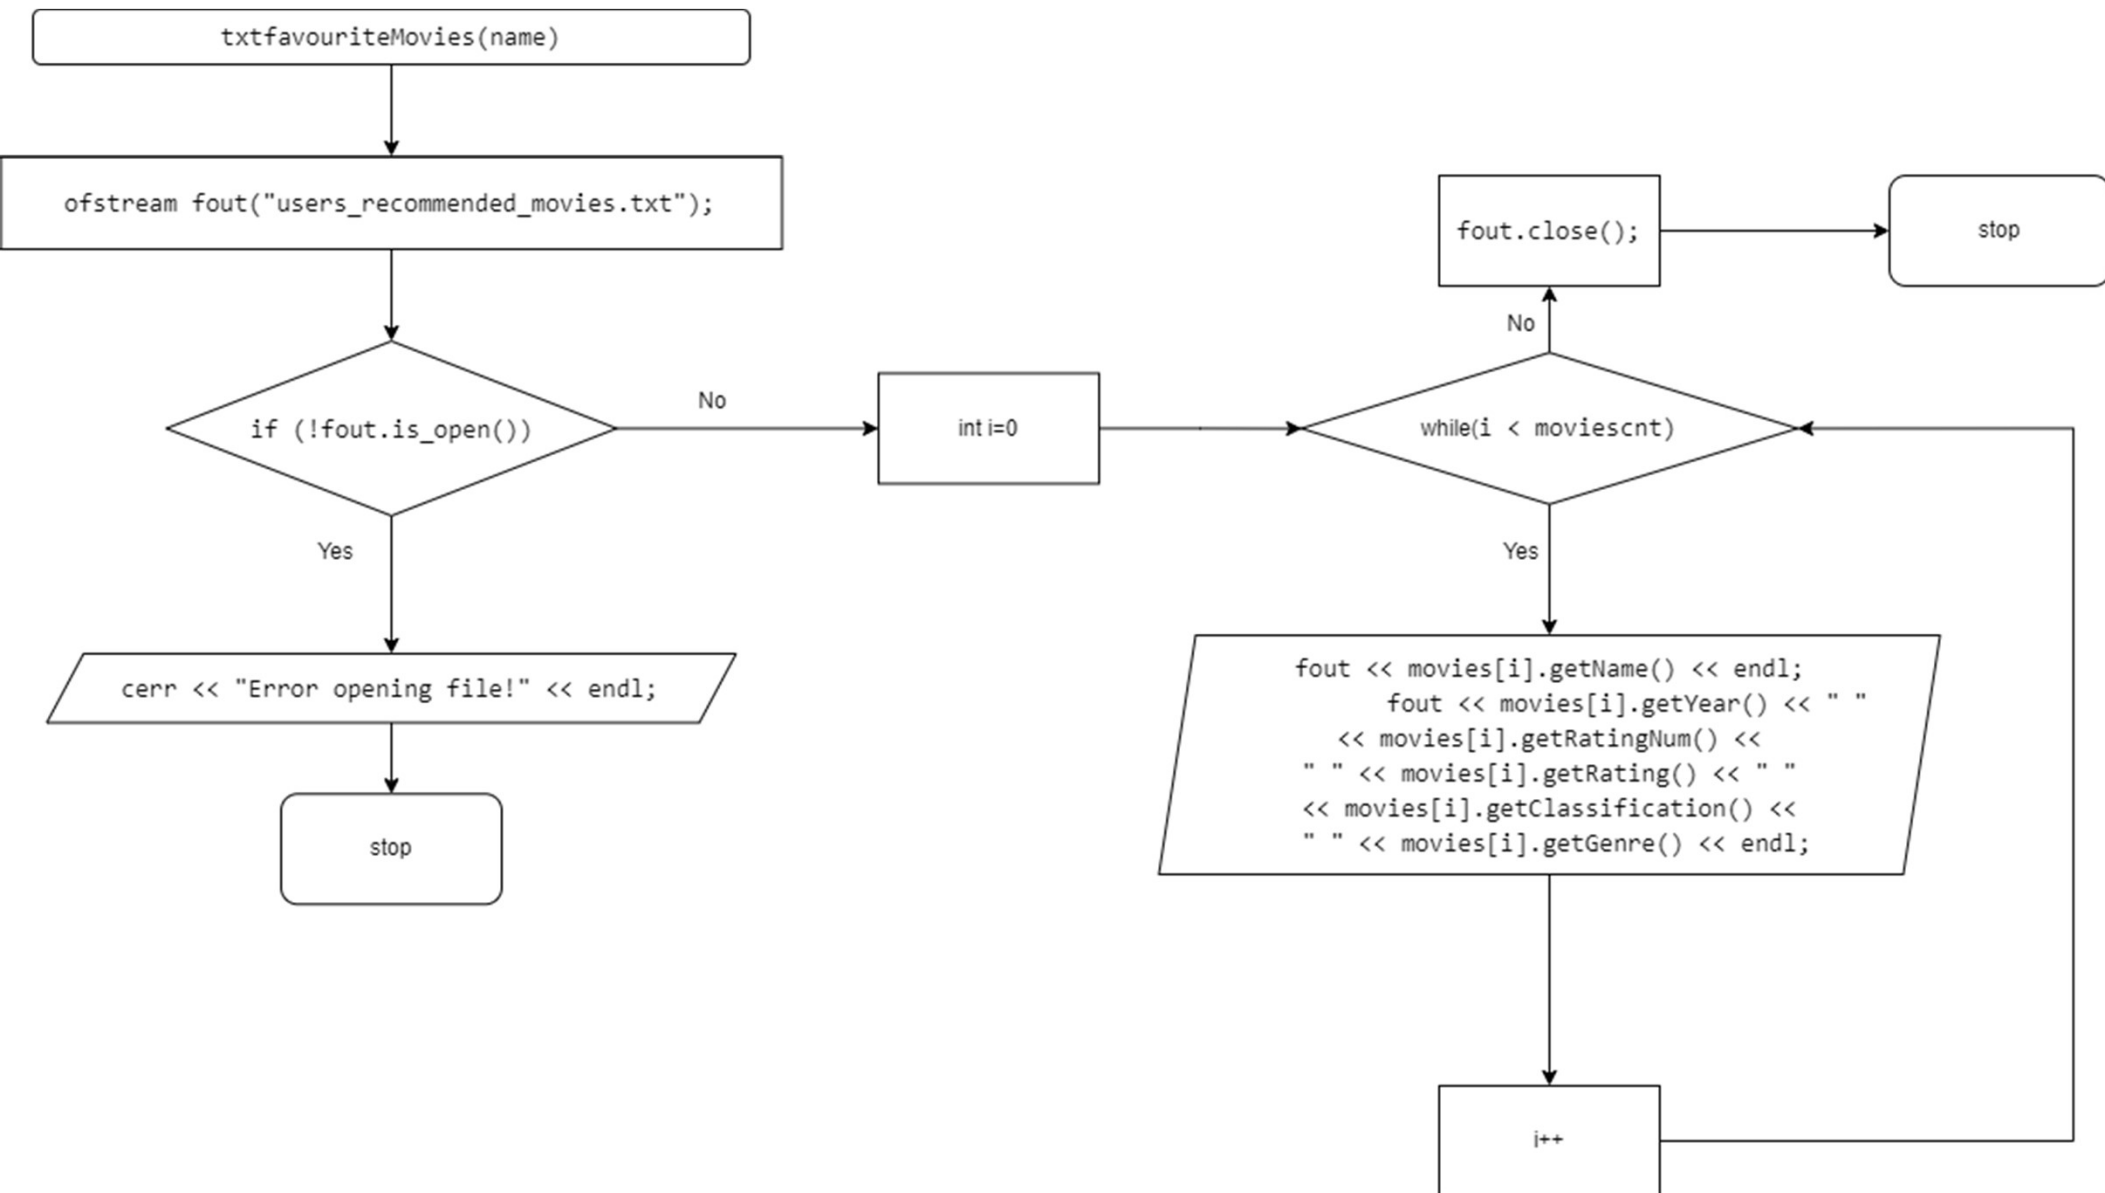 txtfavouriteMovies(name)
ofstream fout("users_recommended_movies.txt");
if (!fout.is_open())
Yes
cerr << "Error opening file!" << endl;
stop
No
int i=0
while(i < moviescnt)
No
fout.close();
stop
Yes
fout << movies[i].getName() << endl;
fout << movies[i].getYear() << " "
<< movies[i].getRatingNum() <<
" " << movies[i].getRating() << " "
<< movies[i].getClassification() <<
" " << movies[i].getGenre() << endl;
i++